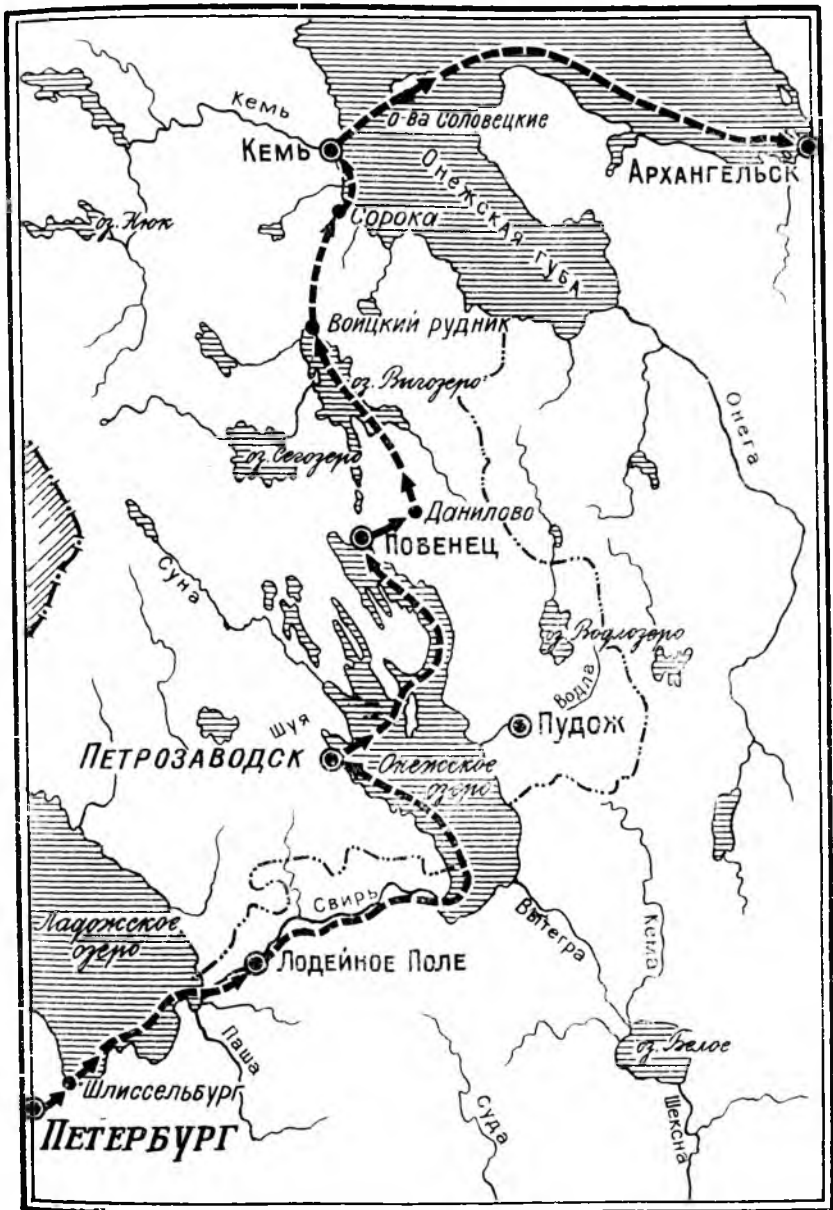 Кемь
о-ва Соловецкие
КЕМЬ
АРХАНГЕЛЬСК
Онежская губа
оз. Нюк
Сорока
Воицкий рудник
оз. Выгозеро
Онега
оз. Сегозеро
Данилово
ПОВЕНЕЦ
Суна
оз. Водлозеро
Водла
Шуя
ПУДОЖ
ПЕТРОЗАВОДСК
Онежское
озеро
Свирь
Вытегра
Кема
Ладожское
озеро
ЛОДЕЙНОЕ ПОЛЕ
Паша
оз. Белое
Шлиссельбург
Суда
Шексна
ПЕТЕРБУРГ